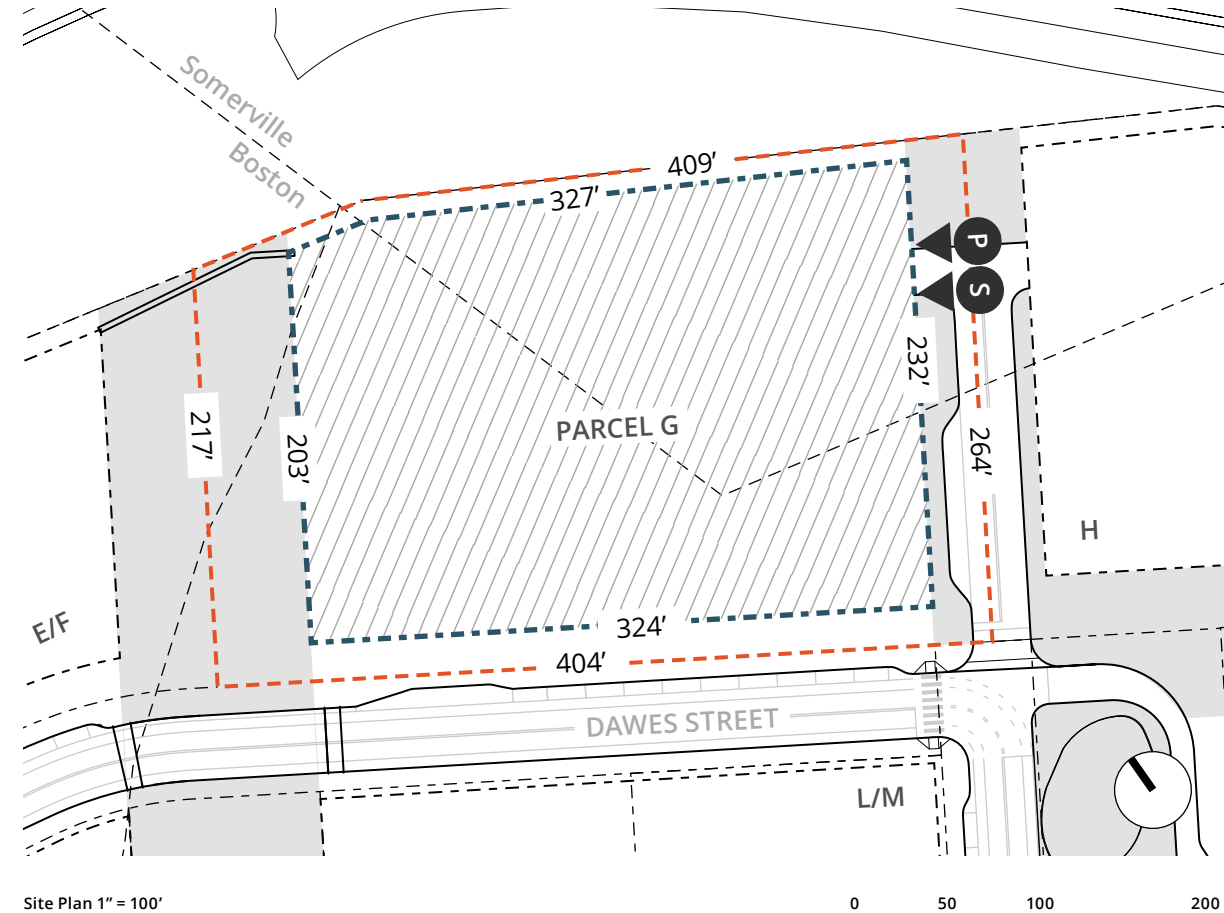 Somerville
Boston
409’
327’
P
S
232’
217’
203’
PARCEL G
264’
H
E/F
324’
404’
DAWES STREET
L/M
Site Plan 1” = 100’
0 50 100 200